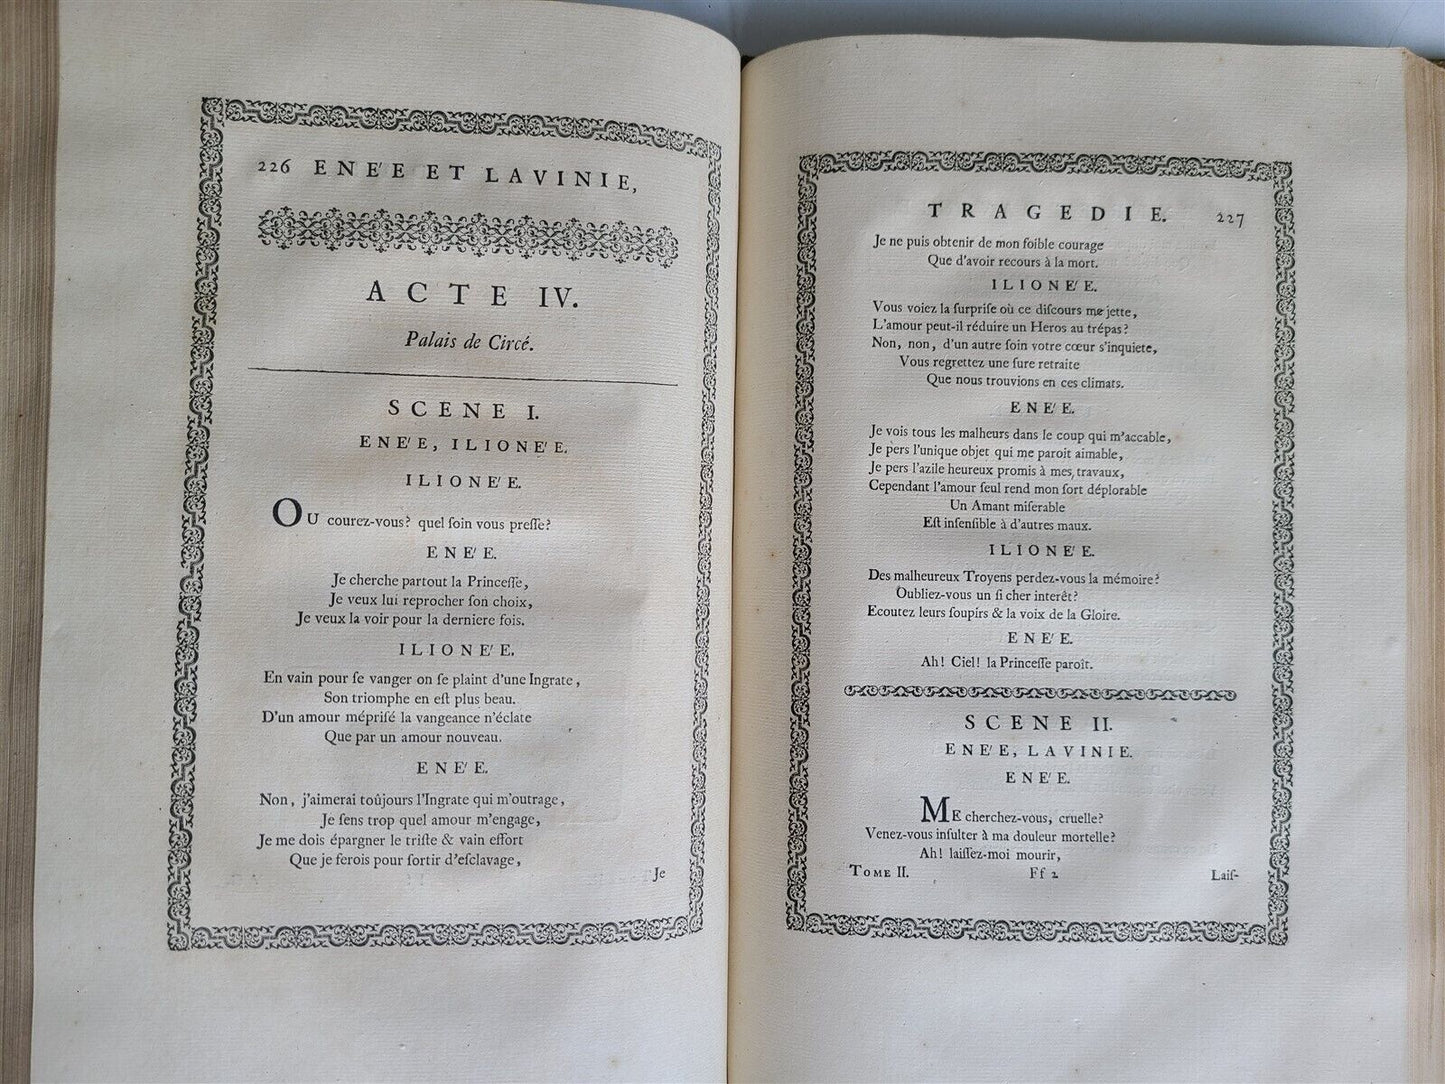 226 ENE'E ET LAVINIE,
ACTE IV.
Palais de Circé.
SCENE I.
ENE'E, ILIONE'E.
ILIONE'E.
OU courez-vous? quel ſoin vous preſſe?
ENE'E.
Je cherche partout la Princeſſe,
Je veux lui reprocher ſon choix,
Je veux la voir pour la derniere fois.
ILIONE'E.
En vain pour ſe vanger on ſe plaint d'une Ingrate,
Son triomphe en eſt plus beau.
D'un amour mépriſé la vangeance n'éclate
Que par un amour nouveau.
ENE'E.
Non, j'aimerai toûjours l'Ingrate qui m'outrage,
Je ſens trop quel amour m'engage,
Je me dois épargner le triſte & vain effort
Que je ferois pour ſortir d'eſclavage,
Je
TRAGEDIE. 227
Je ne puis obtenir de mon foible courage
Que d'avoir recours à la mort.
ILIONE'E.
Vous voiez la ſurpriſe où ce diſcours me jette,
L'amour peut-il réduire un Heros au trépas?
Non, non, d'un autre ſoin votre cœur s'inquiete,
Vous regrettez une ſure retraite
Que nous trouvions en ces climats.
ENE'E.
Je vois tous les malheurs dans le coup qui m'accable,
Je pers l'unique objet qui me paroit aimable,
Je pers l'azile heureux promis à mes travaux,
Cependant l'amour ſeul rend mon ſort déplorable
Un Amant miſerable
Eſt inſenſible à d'autres maux.
ILIONE'E.
Des malheureux Troyens perdez-vous la mémoire?
Oubliez-vous un ſi cher interêt?
Ecoutez leurs ſoupirs & la voix de la Gloire.
ENE'E.
Ah! Ciel! la Princeſſe paroît.
SCENE II.
ENE'E, LAVINIE.
ENE'E.
ME cherchez-vous, cruelle?
Venez-vous inſulter à ma douleur mortelle?
Ah! laiſſez-moi mourir,
TOME II. Ff 2 Laiſ-